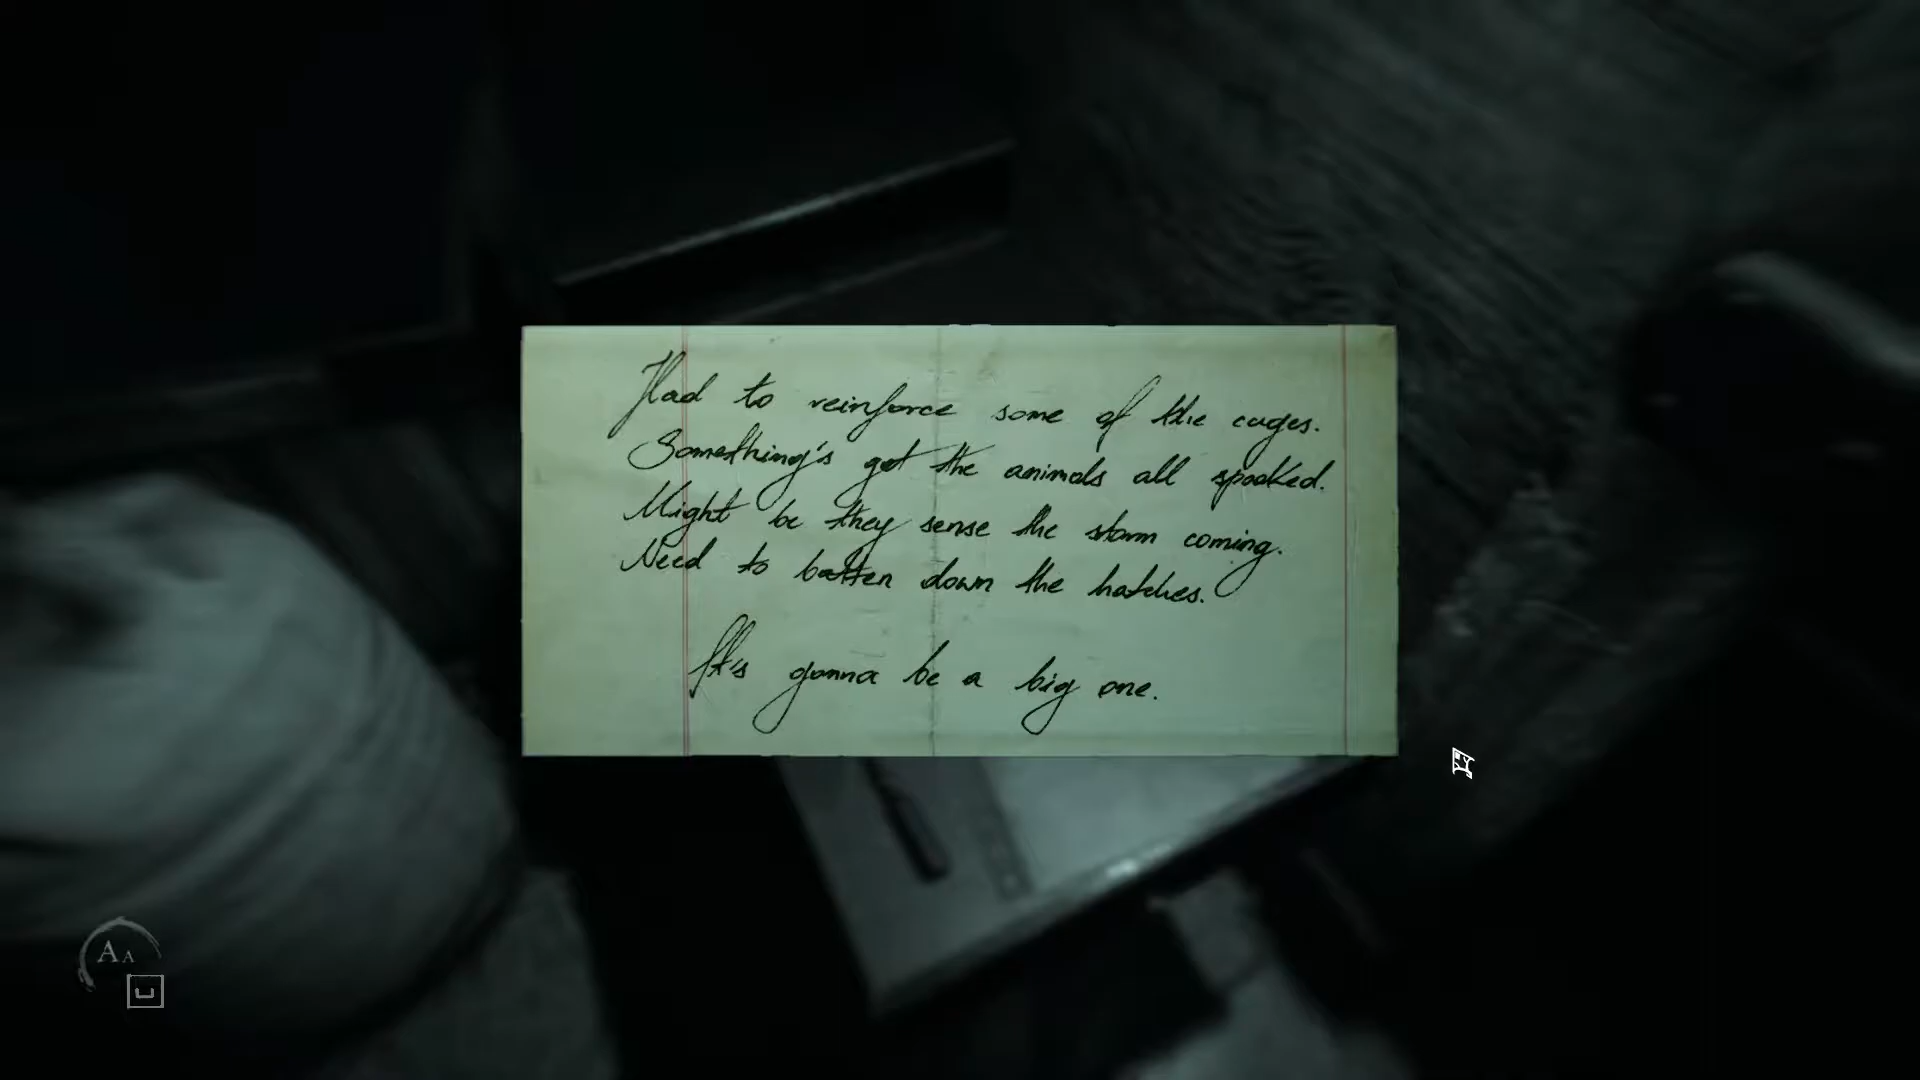 Had to reinforce some of the cages.
Something's got the animals all spooked.
Might be they sense the storm coming.
Need to batten down the hatches.
It's gonna be a big one.
A A